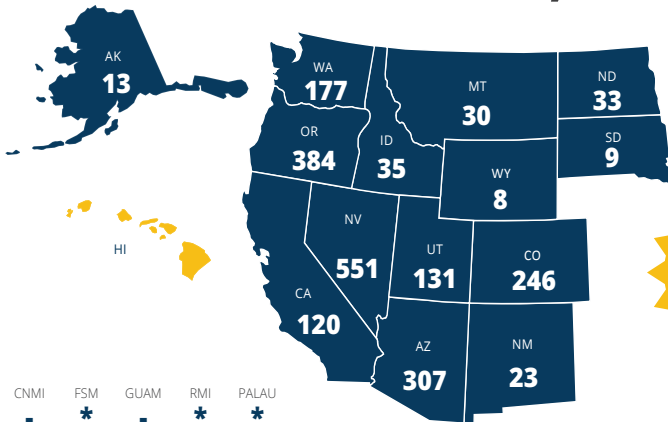 AK
13
WA
177
MT
30
ND
33
OR
384
ID
35
SD
9
WY
8
NV
551
UT
131
CO
246
HI
CA
120
AZ
307
NM
23
CNMI FSM GUAM RMI PALAU
- * - * *